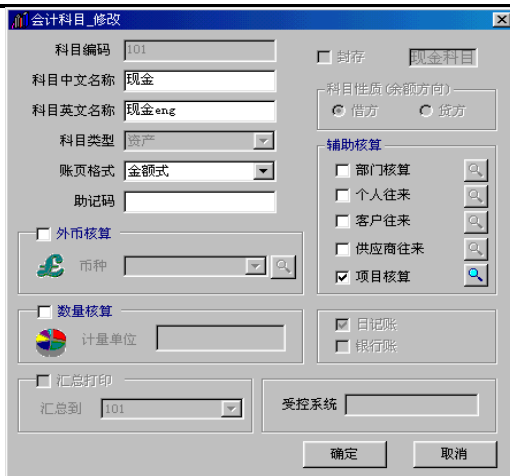 会计科目_修改
科目编码 101
封存 现金科目
科目中文名称 现金
科目性质(余额方向)
科目英文名称 现金eng
借方 贷方
科目类型 资产
辅助核算
账页格式 金额式
部门核算
助记码
个人往来
客户往来
外币核算
供应商往来
币种
项目核算
数量核算
日记账
计量单位
银行账
汇总打印
汇总到 101
受控系统
确定 取消